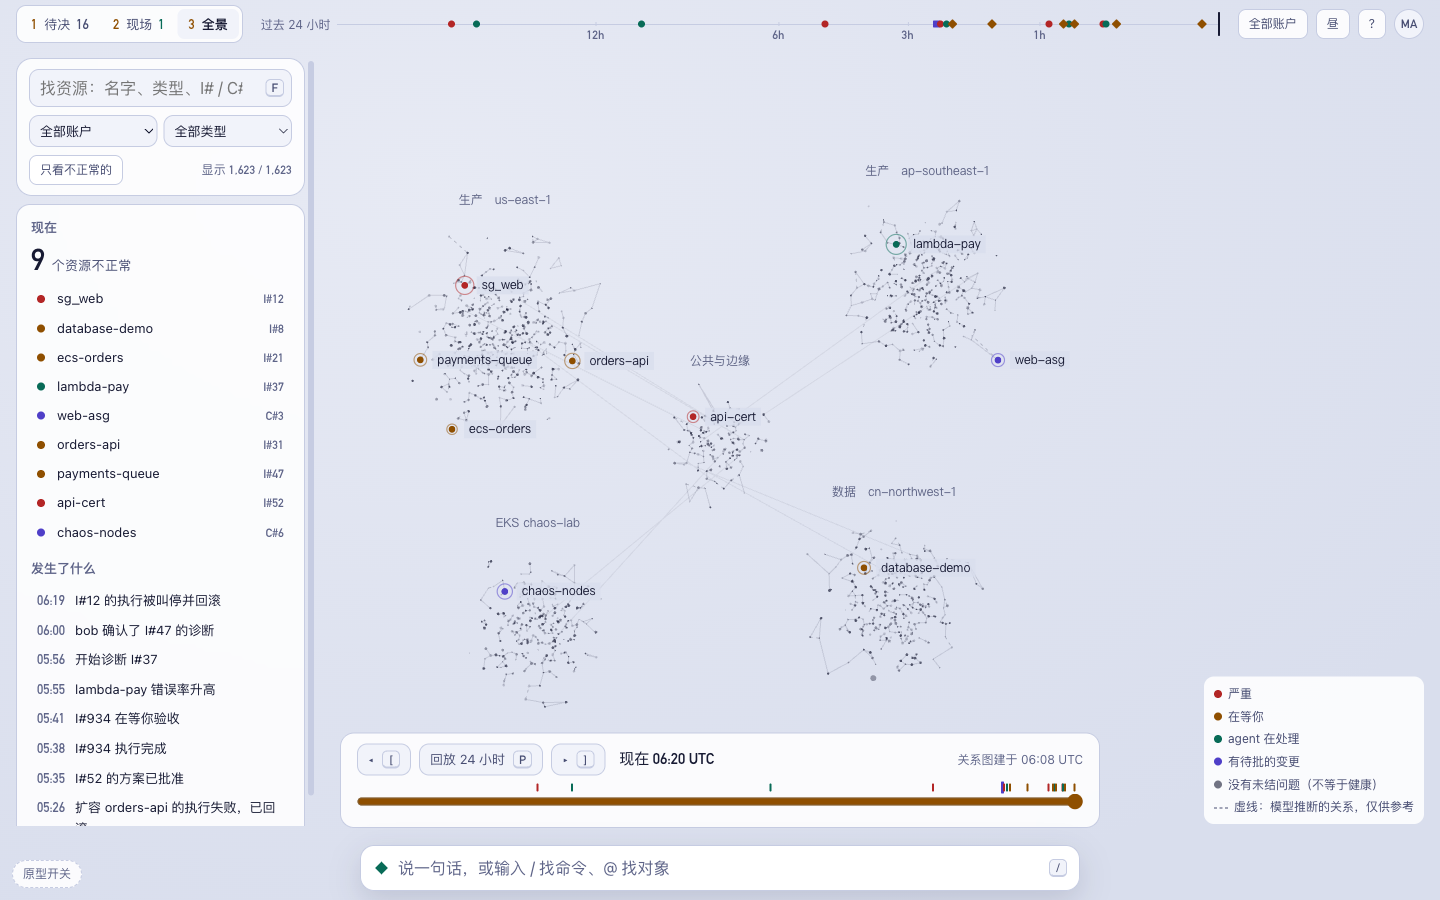 1 待决 16
2 现场 1
3 全景
过去 24 小时
12h
6h
3h
1h
全部账户
昼
?
MA
找资源：名字、类型、I# / C#
F
全部账户
全部类型
只看不正常的
显示 1,623 / 1,623
现在
9 个资源不正常
sg_web I#12
database-demo I#8
ecs-orders I#21
lambda-pay I#37
web-asg C#3
orders-api I#31
payments-queue I#47
api-cert I#52
chaos-nodes C#6
发生了什么
06:19 I#12 的执行被叫停并回滚
06:00 bob 确认了 I#47 的诊断
05:56 开始诊断 I#37
05:55 lambda-pay 错误率升高
05:41 I#934 在等你验收
05:38 I#934 执行完成
05:35 I#52 的方案已批准
05:26 扩容 orders-api 的执行失败，已回
滚
原型开关
生产 us-east-1
sg_web
payments-queue
orders-api
ecs-orders
生产 ap-southeast-1
lambda-pay
web-asg
公共与边缘
api-cert
EKS chaos-lab
chaos-nodes
数据 cn-northwest-1
database-demo
[
回放 24 小时 P
]
现在 06:20 UTC
关系图建于 06:08 UTC
说一句话，或输入 / 找命令、@ 找对象
/
严重
在等你
agent 在处理
有待批的变更
没有未结问题（不等于健康）
虚线：模型推断的关系，仅供参考